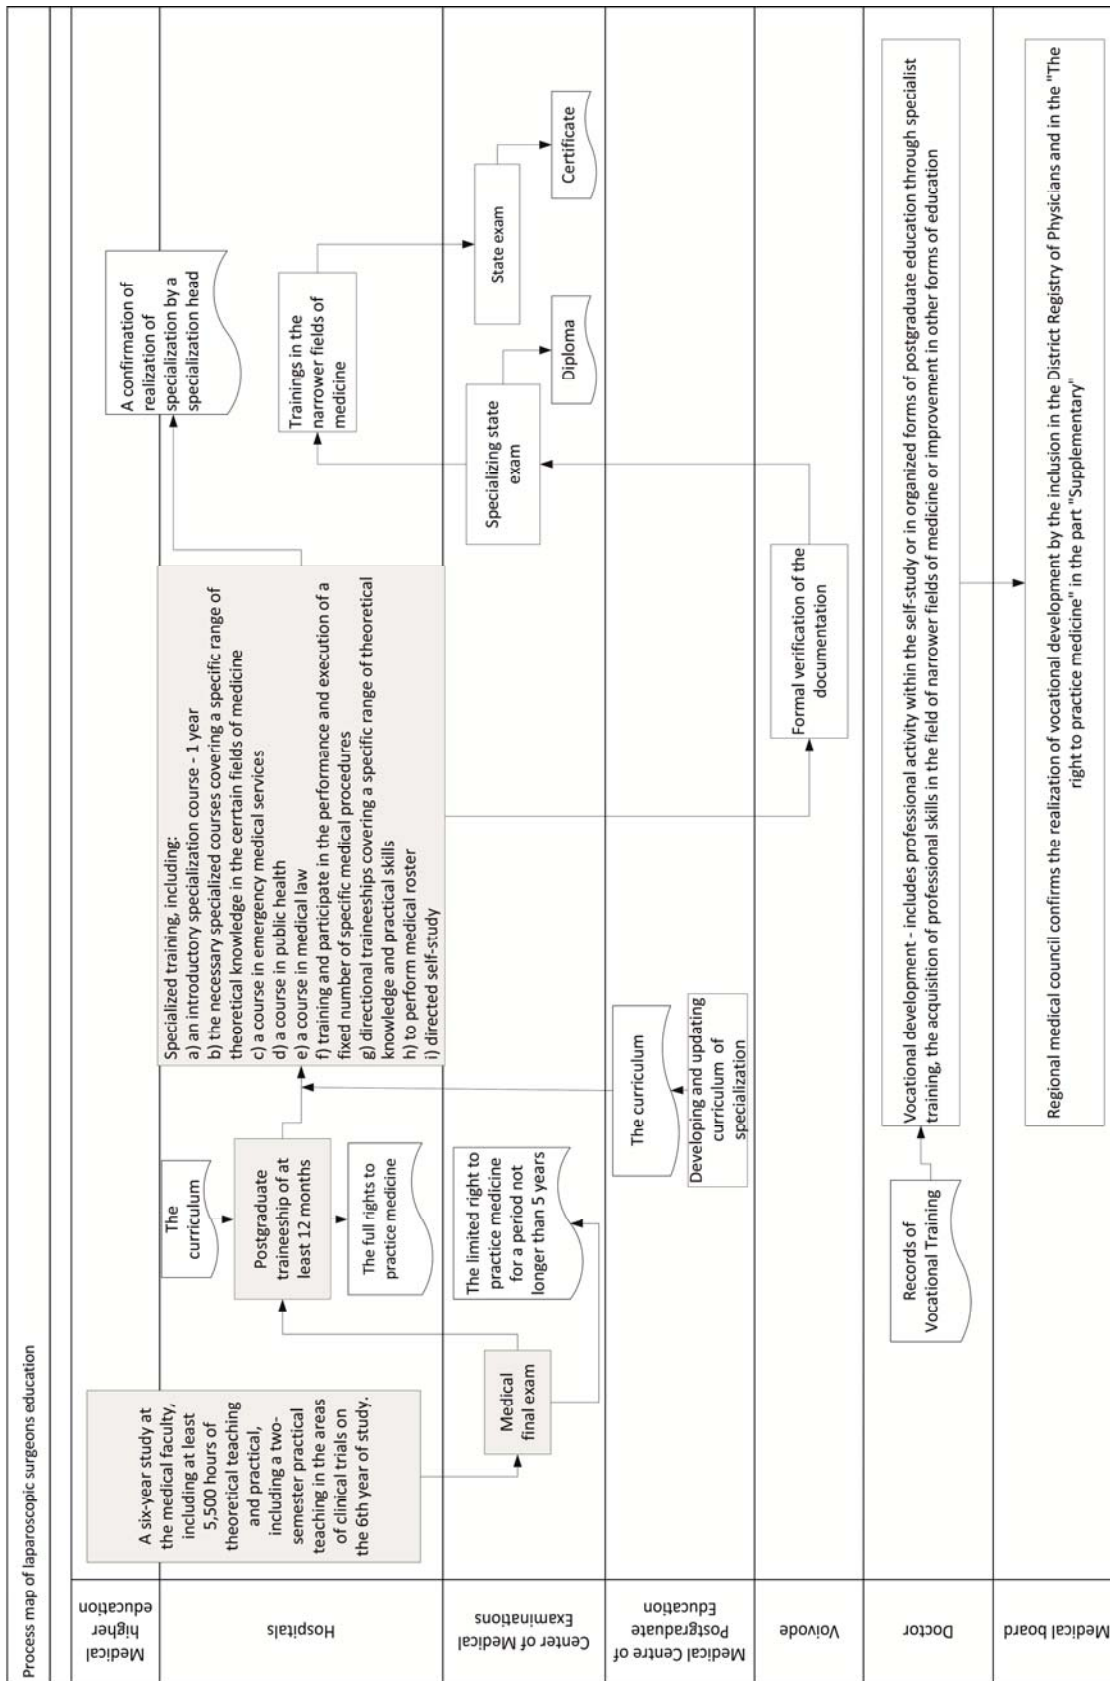 Process map of laparoscopic surgeons education
Medical
higher
education
Hospitals
Center of Medical
Examinations
Medical Centre of
Postgraduate
Education
Voivode
Doctor
Medical board
A six-year study at
the medical faculty,
including at least
5,500 hours of
theoretical teaching
and practical,
including a two-
semester practical
teaching in the areas
of clinical trials on
the 6th year of study.
Medical
final exam
The
curriculum
Postgraduate
traineeship of at
least 12 months
The full rights to
practice medicine
The limited right to
practice medicine
for a period not
longer than 5 years
The curriculum
Developing and updating
curriculum of
specialization
Specialized training, including:
a) an introductory specialization course - 1 year
b) the necessary specialized courses covering a specific range of
theoretical knowledge in the cerrtain fields of medicine
c) a course in emergency medical services
d) a course in public health
e) a course in medical law
f) training and participate in the performance and execution of a
fixed number of specific medical procedures
g) directional traineeships covering a specific range of theoretical
knowledge and practical skills
h) to perform medical roster
i) directed self-study
A confirmation of
realization of
specialization by a
specialization head
Trainings in the
narrower fields of
medicine
Specializing state
exam
Diploma
State exam
Certificate
Formal verification of the
documentation
Records of
Vocational Training
Vocational development - includes professional activity within the self-study or in organized forms of postgraduate education through specialist
training, the acquisition of professional skills in the field of narrower fields of medicine or improvement in other forms of education
Regional medical council confirms the realization of vocational development by the inclusion in the District Registry of Physicians and in the "The
right to practice medicine" in the part "Supplementary"